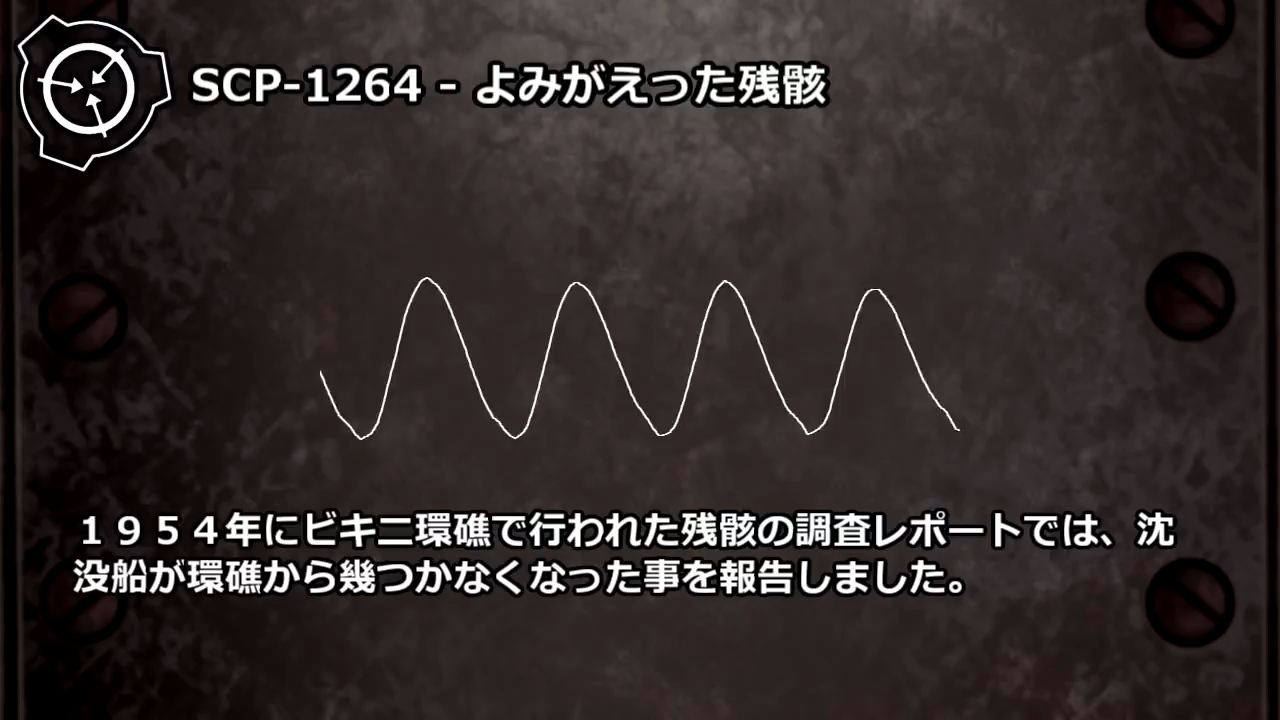 SCP-1264 - よみがえった残骸
１９５４年にビキニ環礁で行われた残骸の調査レポートでは、沈
没船が環礁から幾つかなくなった事を報告しました。